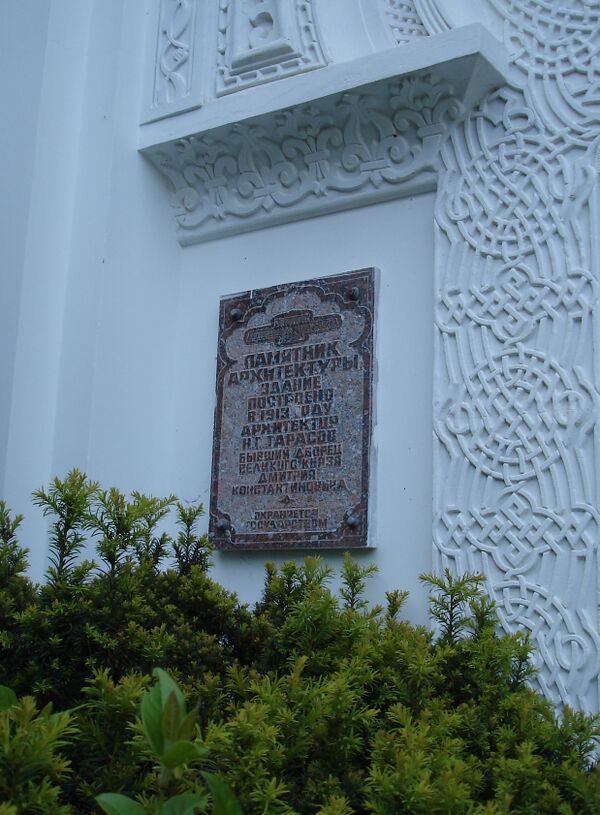 ПАМЯТНИК
АРХИТЕКТУРЫ
ЗДАНИЕ
ПОСТРОЕНО
В 1913 ГОДУ
АРХИТЕКТОР
Н.Г. ТАРАСОВ
БЫВШИЙ ДВОРЕЦ
ВЕЛИКОГО КНЯЗЯ
ДМИТРИЯ
КОНСТАНТИНОВИЧА
ОХРАНЯЕТСЯ
ГОСУДАРСТВОМ